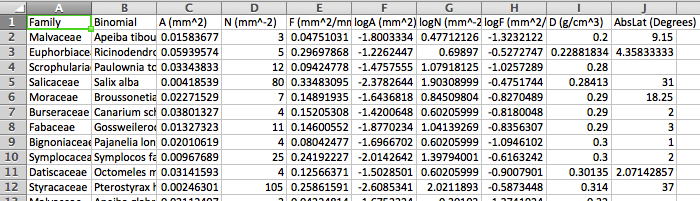 A B C D E F G H I J
1 Family Binomial A (mm^2) N (mm^-2) F (mm^2/mm logA (mm^2) logN (mm^-2 logF (mm^2/ D (g/cm^3) AbsLat (Degrees)
2 Malvaceae Apeiba tibou 0.01583677 3 0.04751031 -1.8003334 0.47712126 -1.3232122 0.2 9.15
3 Euphorbiace Ricinodendro 0.05939574 5 0.29697868 -1.2262447 0.69897 -0.5272747 0.22881834 4.35833333
4 Scrophularia Paulownia to 0.03343833 12 0.09424778 -1.4757555 1.07918125 -1.0257289 0.28
5 Salicaceae Salix alba 0.00418539 80 0.33483095 -2.3782644 1.90308999 -0.4751744 0.28413 31
6 Moraceae Broussonetia 0.02271529 7 0.14891935 -1.6436818 0.84509804 -0.8270489 0.29 18.25
7 Burseraceae Canarium sch 0.03801327 4 0.15205308 -1.4200648 0.60205999 -0.8180048 0.29 2
8 Fabaceae Gossweilerod 0.01327323 11 0.14600552 -1.8770234 1.04139269 -0.8356307 0.29 3
9 Bignoniaceae Pajanelia lon 0.02010619 4 0.08042477 -1.6966702 0.60205999 -1.0946102 0.3 1
10 Symplocacea Symplocos fa 0.00967689 25 0.24192227 -2.0142642 1.39794001 -0.6163242 0.3 2
11 Datiscaceae Octomeles m 0.03141593 4 0.12566371 -1.5028501 0.60205999 -0.9007901 0.30135 2.07142857
12 Styracaceae Pterostyrax h 0.00246301 105 0.25861591 -2.6085341 2.0211893 -0.5873448 0.314 37